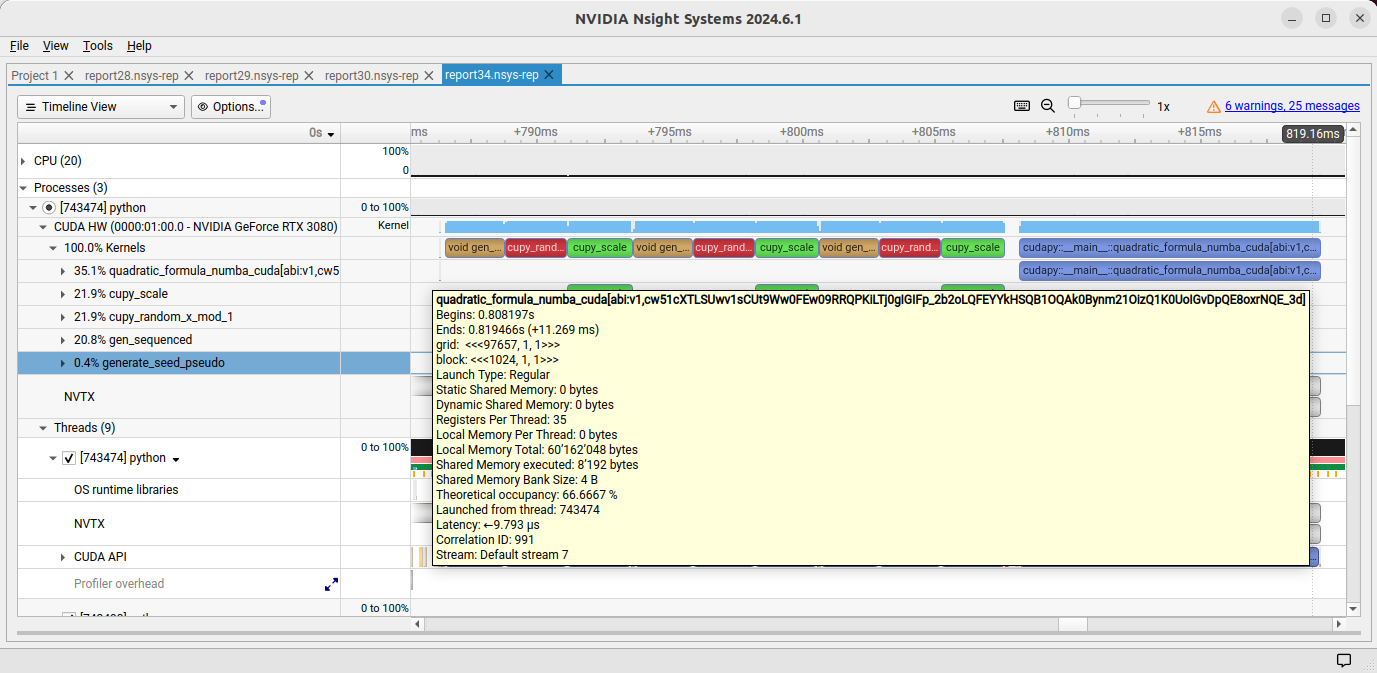 NVIDIA Nsight Systems 2024.6.1
File View Tools Help
Project 1 report28.nsys-rep report29.nsys-rep report30.nsys-rep report34.nsys-rep
Timeline View Options... 1x 6 warnings, 25 messages
0s ms +790ms +795ms +800ms +805ms +810ms +815ms 819.16ms
CPU (20) 100%
0
Processes (3)
[743474] python 0 to 100%
CUDA HW (0000:01:00.0 - NVIDIA GeForce RTX 3080) Kernel
100.0% Kernels void gen_... cupy_rand... cupy_scale void gen_... cupy_rand... cupy_scale void gen_... cupy_rand... cupy_scale cudapy::__main__::quadratic_formula_numba_cuda[abi:v1,c...
35.1% quadratic_formula_numba_cuda[abi:v1,cw5 cudapy::__main__::quadratic_formula_numba_cuda[abi:v1,c...
21.9% cupy_scale
21.9% cupy_random_x_mod_1
20.8% gen_sequenced
0.4% generate_seed_pseudo
NVTX
Threads (9)
[743474] python 0 to 100%
OS runtime libraries
NVTX
CUDA API
Profiler overhead
0 to 100%
Begins: 0.808197s
Ends: 0.819466s (+11.269 ms)
grid: <<<97657, 1, 1>>>
block: <<<1024, 1, 1>>>
Launch Type: Regular
Static Shared Memory: 0 bytes
Dynamic Shared Memory: 0 bytes
Registers Per Thread: 35
Local Memory Per Thread: 0 bytes
Local Memory Total: 60'162'048 bytes
Shared Memory executed: 8'192 bytes
Shared Memory Bank Size: 4 B
Theoretical occupancy: 66.6667 %
Launched from thread: 743474
Latency: ←9.793 μs
Correlation ID: 991
Stream: Default stream 7